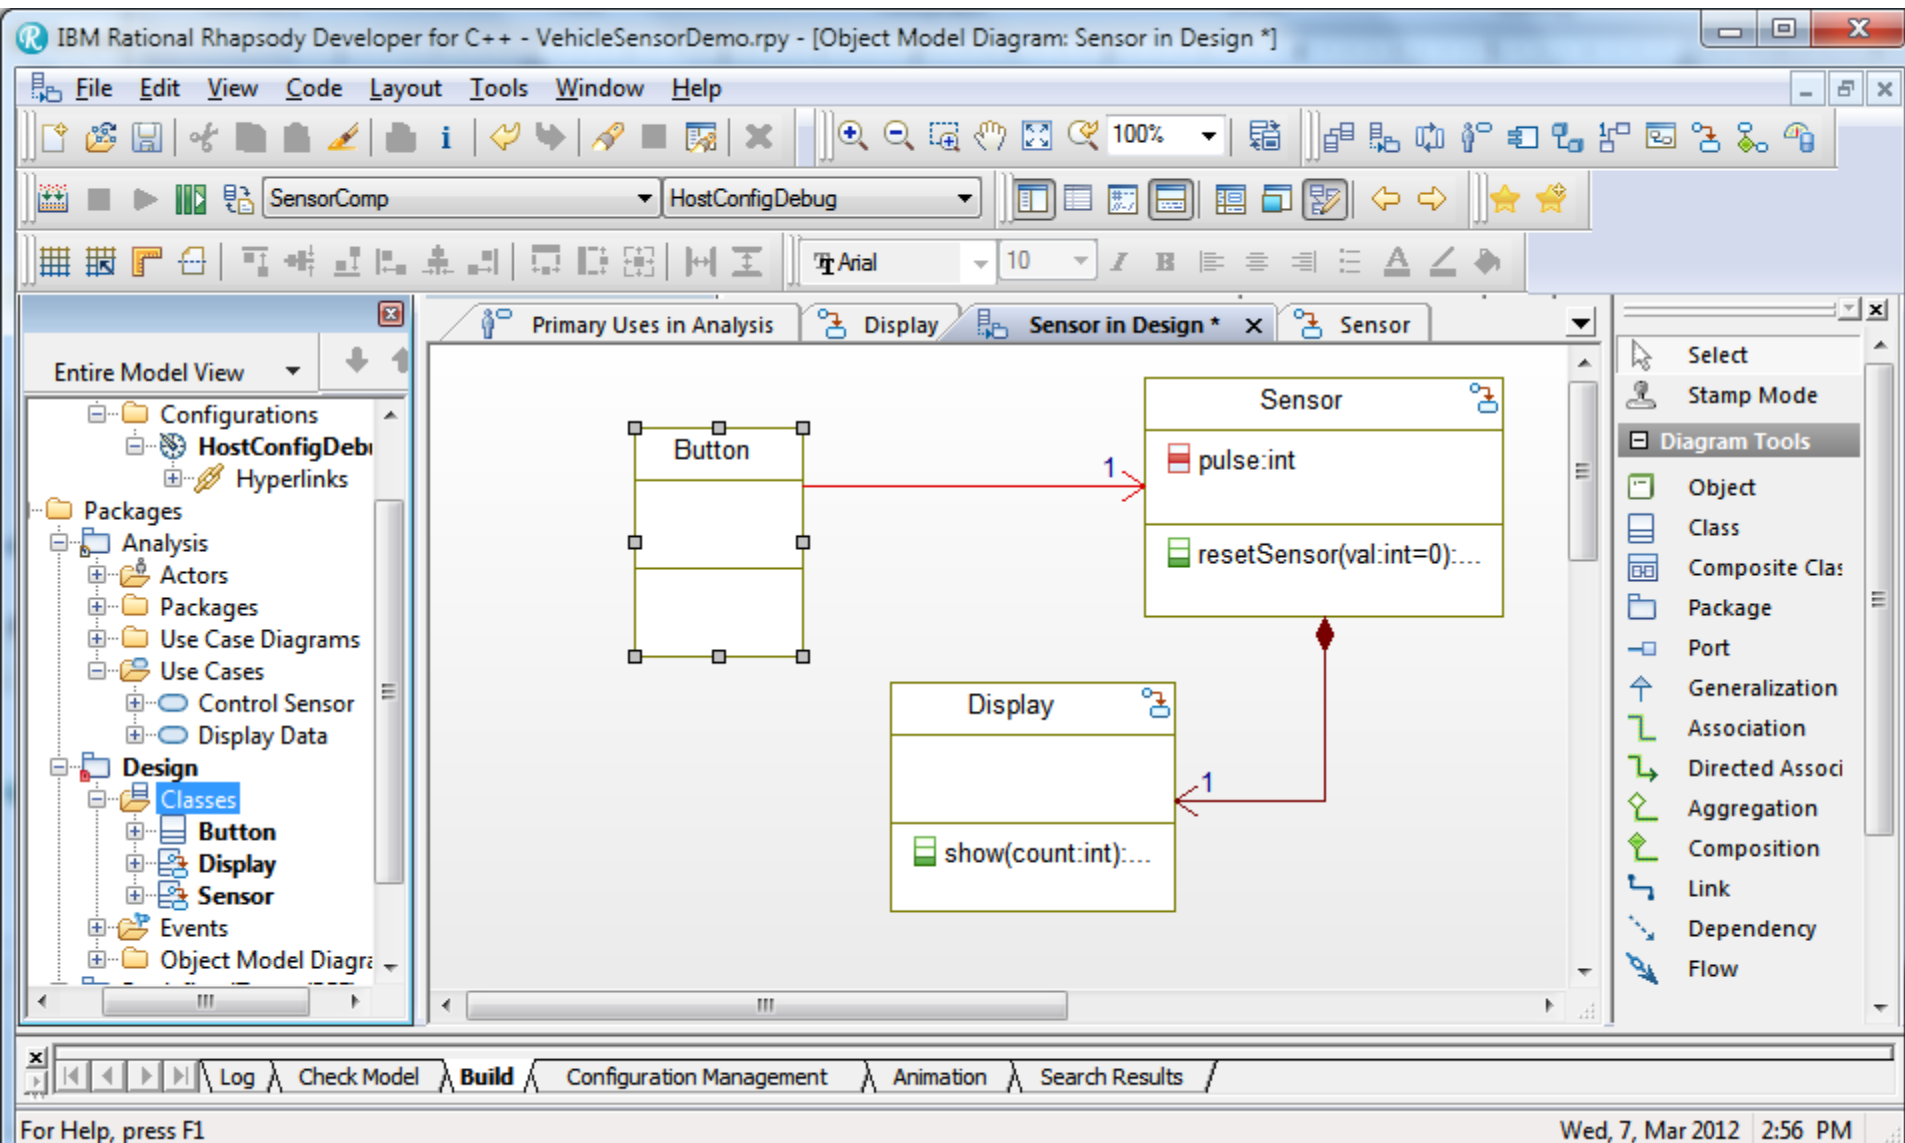 IBM Rational Rhapsody Developer for C++ - VehicleSensorDemo.rpy - [Object Model Diagram: Sensor in Design *]
File Edit View Code Layout Tools Window Help
100%
SensorComp HostConfigDebug
Arial 10
Entire Model View
Configurations
HostConfigDebu
Hyperlinks
Packages
Analysis
Actors
Packages
Use Case Diagrams
Use Cases
Control Sensor
Display Data
Design
Classes
Button
Display
Sensor
Events
Object Model Diagra
Primary Uses in Analysis Display Sensor in Design * Sensor
Button
Sensor
pulse:int
resetSensor(val:int=0):...
1
Display
show(count:int):...
1
Select
Stamp Mode
Diagram Tools
Object
Class
Composite Clas
Package
Port
Generalization
Association
Directed Associ
Aggregation
Composition
Link
Dependency
Flow
Log Check Model Build Configuration Management Animation Search Results
For Help, press F1 Wed, 7, Mar 2012 2:56 PM